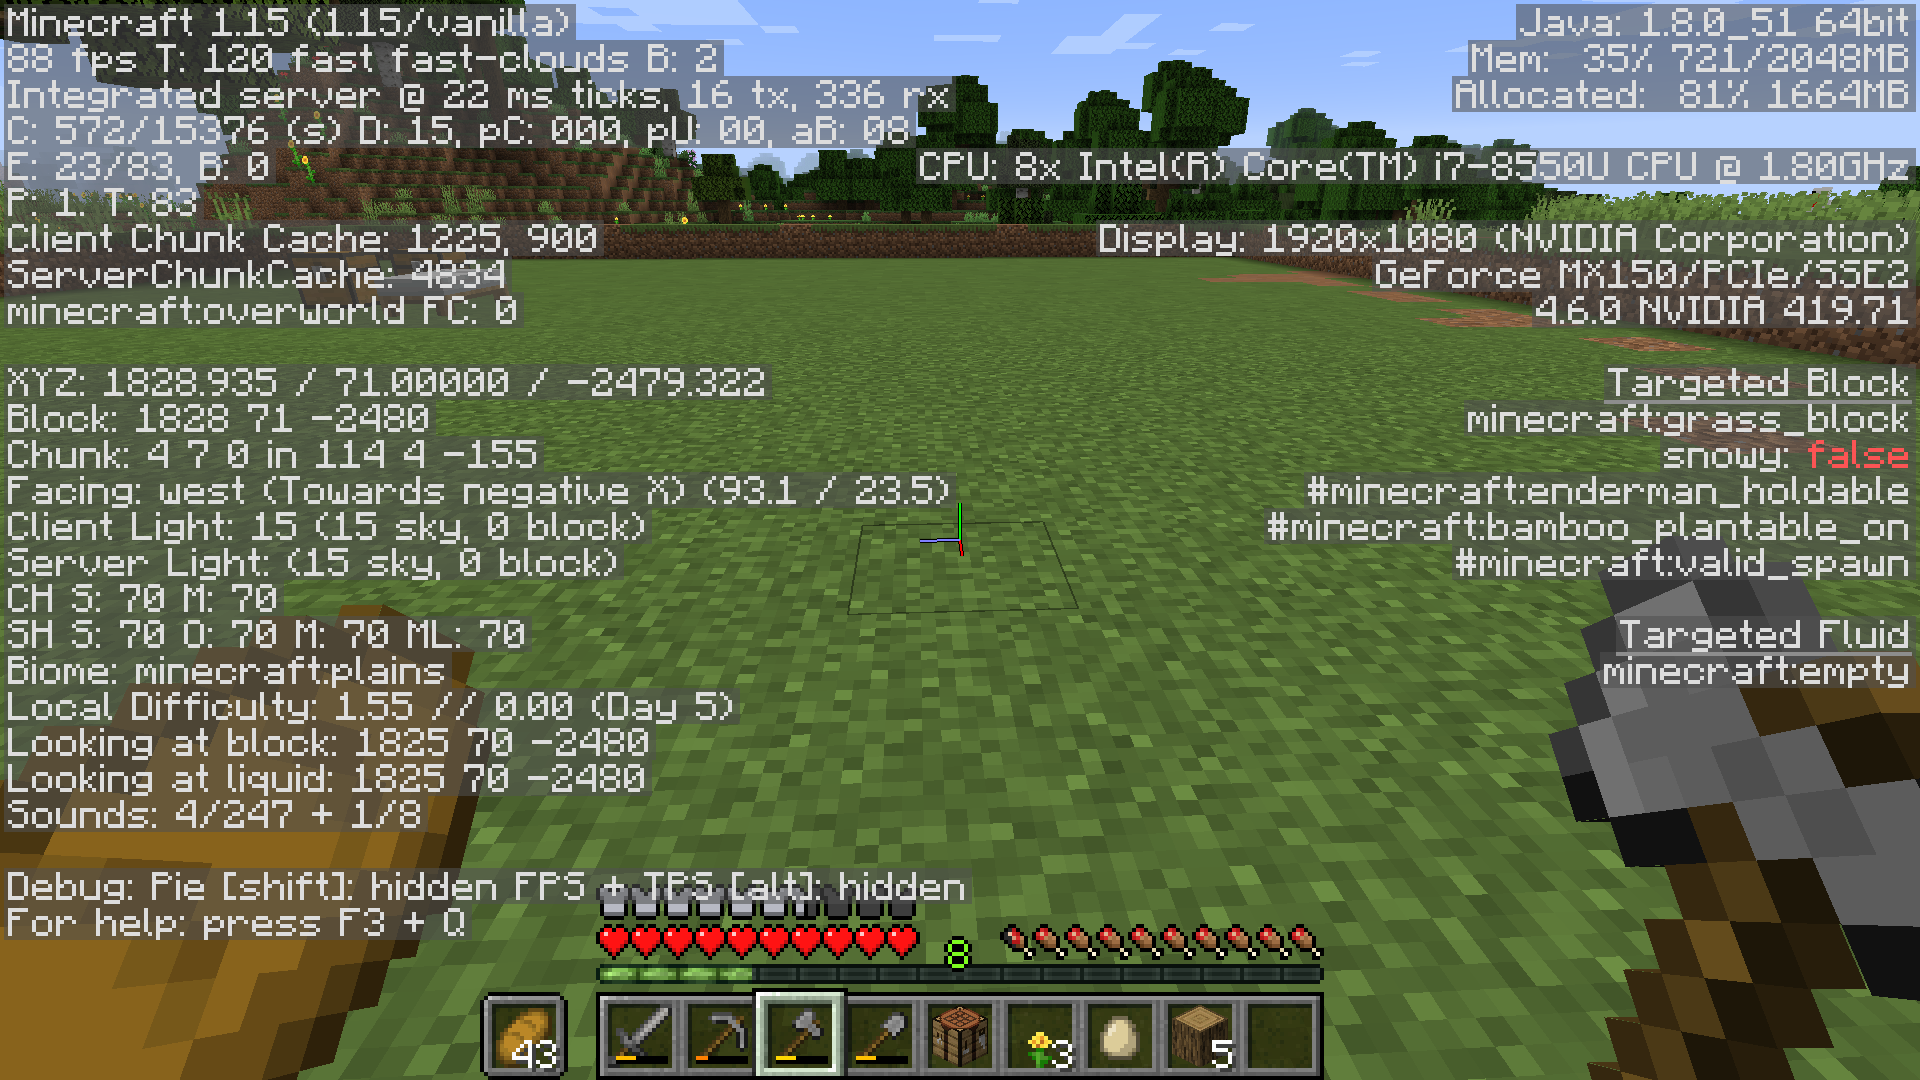 Minecraft 1.15 (1.15/vanilla)
88 fps T: 120 fast fast-clouds B: 2
Integrated server @ 22 ms ticks, 16 tx, 336 rx
C: 572/15376 (s) D: 15, pC: 000, pU: 00, aB: 08
E: 23/83, B: 0
P: 1. T: 83
Client Chunk Cache: 1225, 900
ServerChunkCache: 4834
minecraft:overworld FC: 0
XYZ: 1828.935 / 71.00000 / -2479.322
Block: 1828 71 -2480
Chunk: 4 7 0 in 114 4 -155
Facing: west (Towards negative X) (93.1 / 23.5)
Client Light: 15 (15 sky, 0 block)
Server Light: (15 sky, 0 block)
CH S: 70 M: 70
SH S: 70 O: 70 M: 70 ML: 70
Biome: minecraft:plains
Local Difficulty: 1.55 // 0.00 (Day 5)
Looking at block: 1825 70 -2480
Looking at liquid: 1825 70 -2480
Sounds: 4/247 + 1/8
Debug: Pie [shift]: hidden FPS + TPS [alt]: hidden
For help: press F3 + Q
Java: 1.8.0_51 64bit
Mem: 35% 721/2048MB
Allocated: 81% 1664MB
CPU: 8x Intel(R) Core(TM) i7-8550U CPU @ 1.80GHz
Display: 1920x1080 (NVIDIA Corporation)
GeForce MX150/PCIe/SSE2
4.6.0 NVIDIA 419.71
Targeted Block
minecraft:grass_block
snowy: false
#minecraft:enderman_holdable
#minecraft:bamboo_plantable_on
#minecraft:valid_spawn
Targeted Fluid
minecraft:empty
8
43
3
5